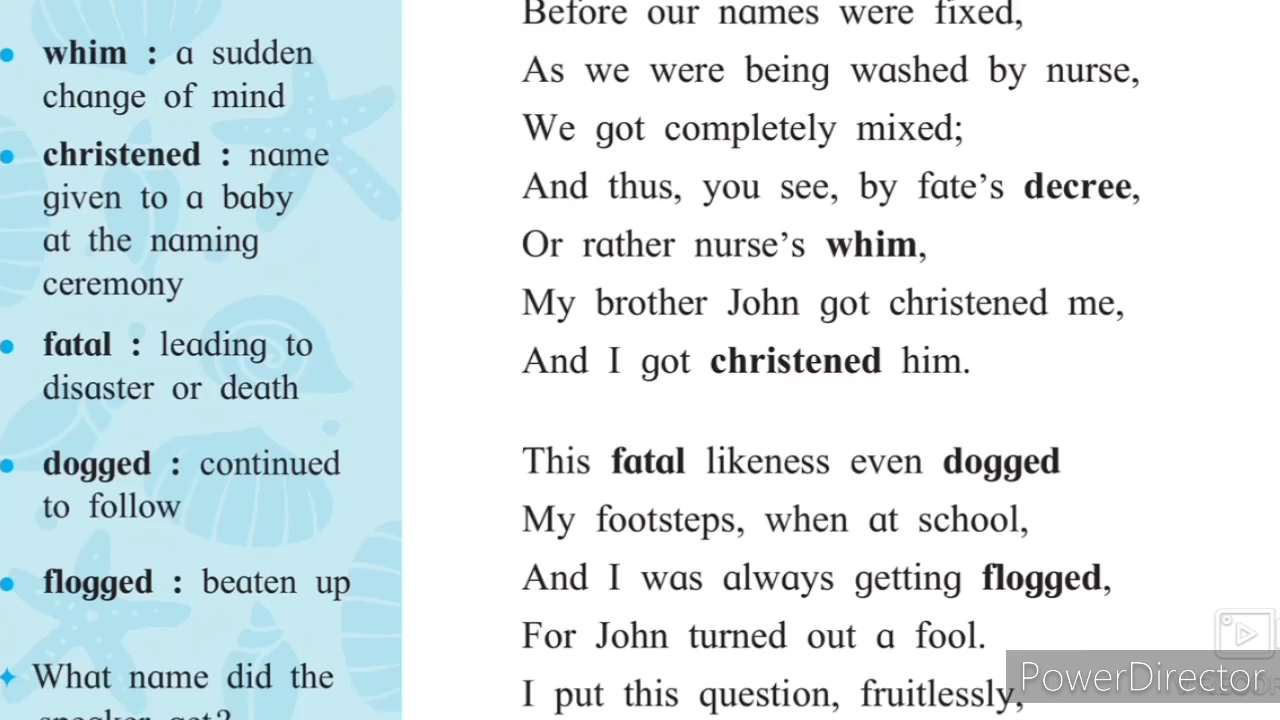 whim : a sudden
change of mind
christened : name
given to a baby
at the naming
ceremony
fatal : leading to
disaster or death
dogged : continued
to follow
flogged : beaten up
What name did the
speaker get?
Before our names were fixed,
As we were being washed by nurse,
We got completely mixed;
And thus, you see, by fate's decree,
Or rather nurse's whim,
My brother John got christened me,
And I got christened him.
This fatal likeness even dogged
My footsteps, when at school,
And I was always getting flogged,
For John turned out a fool.
I put this question, fruitlessly,
PowerDirector